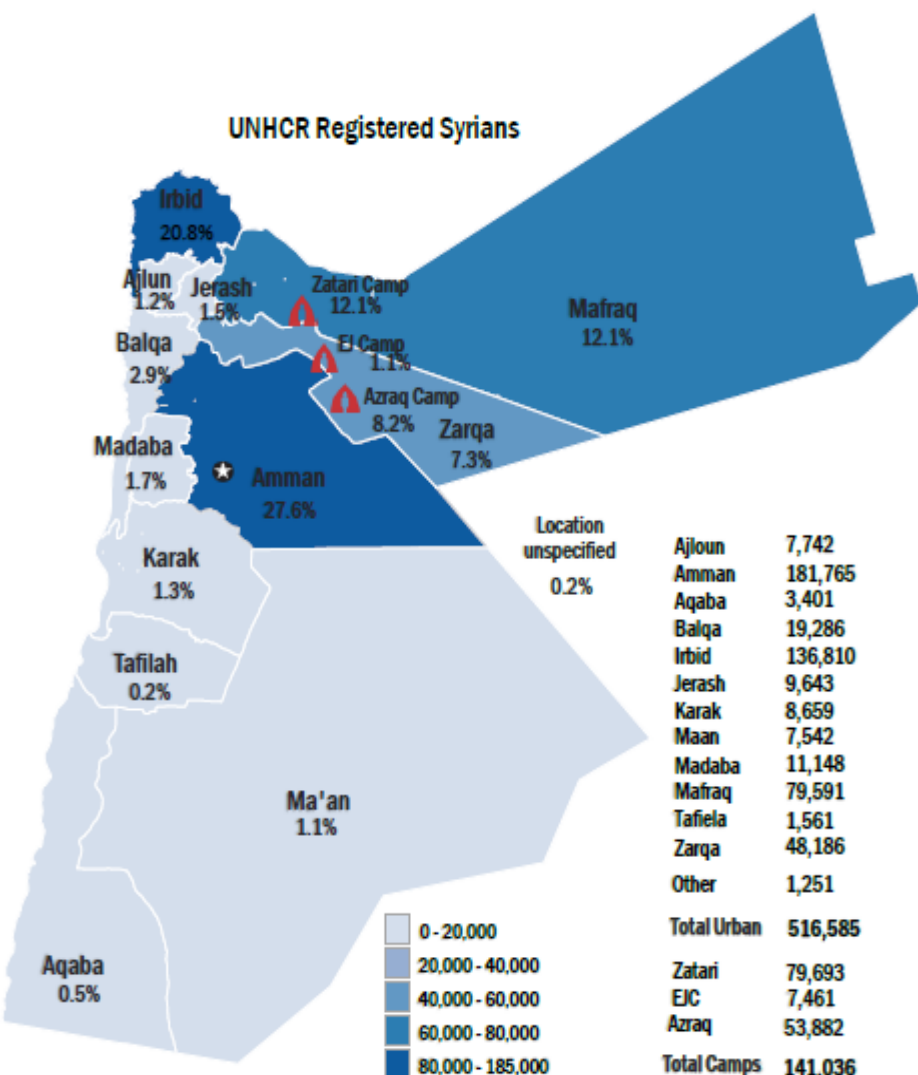 UNHCR Registered Syrians
Irbid
20.8%
Ajlun
1.2%
Jerash
1.5%
Zatari Camp
12.1%
Mafraq
12.1%
Balqa
2.9%
EJ Camp
1.1%
Azraq Camp
8.2%
Zarqa
7.3%
Madaba
1.7%
Amman
27.6%
Location
unspecified
0.2%
Karak
1.3%
Tafilah
0.2%
Ma'an
1.1%
Aqaba
0.5%
0 - 20,000
20,000 - 40,000
40,000 - 60,000
60,000 - 80,000
80,000 - 185,000
Ajloun 7,742
Amman 181,765
Aqaba 3,401
Balqa 19,286
Irbid 136,810
Jerash 9,643
Karak 8,659
Maan 7,542
Madaba 11,148
Mafraq 79,591
Tafiela 1,561
Zarqa 48,186
Other 1,251
Total Urban 516,585
Zatari 79,693
EJC 7,461
Azraq 53,882
Total Camps 141,036